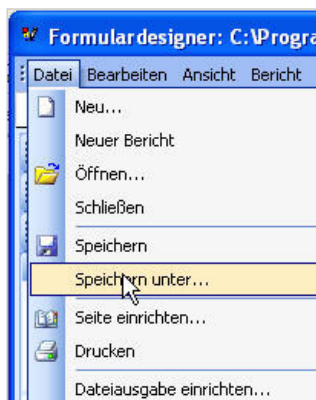 Formulardesigner: C:\Progra
Datei Bearbeiten Ansicht Bericht
Neu...
Neuer Bericht
Öffnen...
Schließen
Speichern
Speichern unter...
Seite einrichten...
Drucken
Dateiausgabe einrichten...